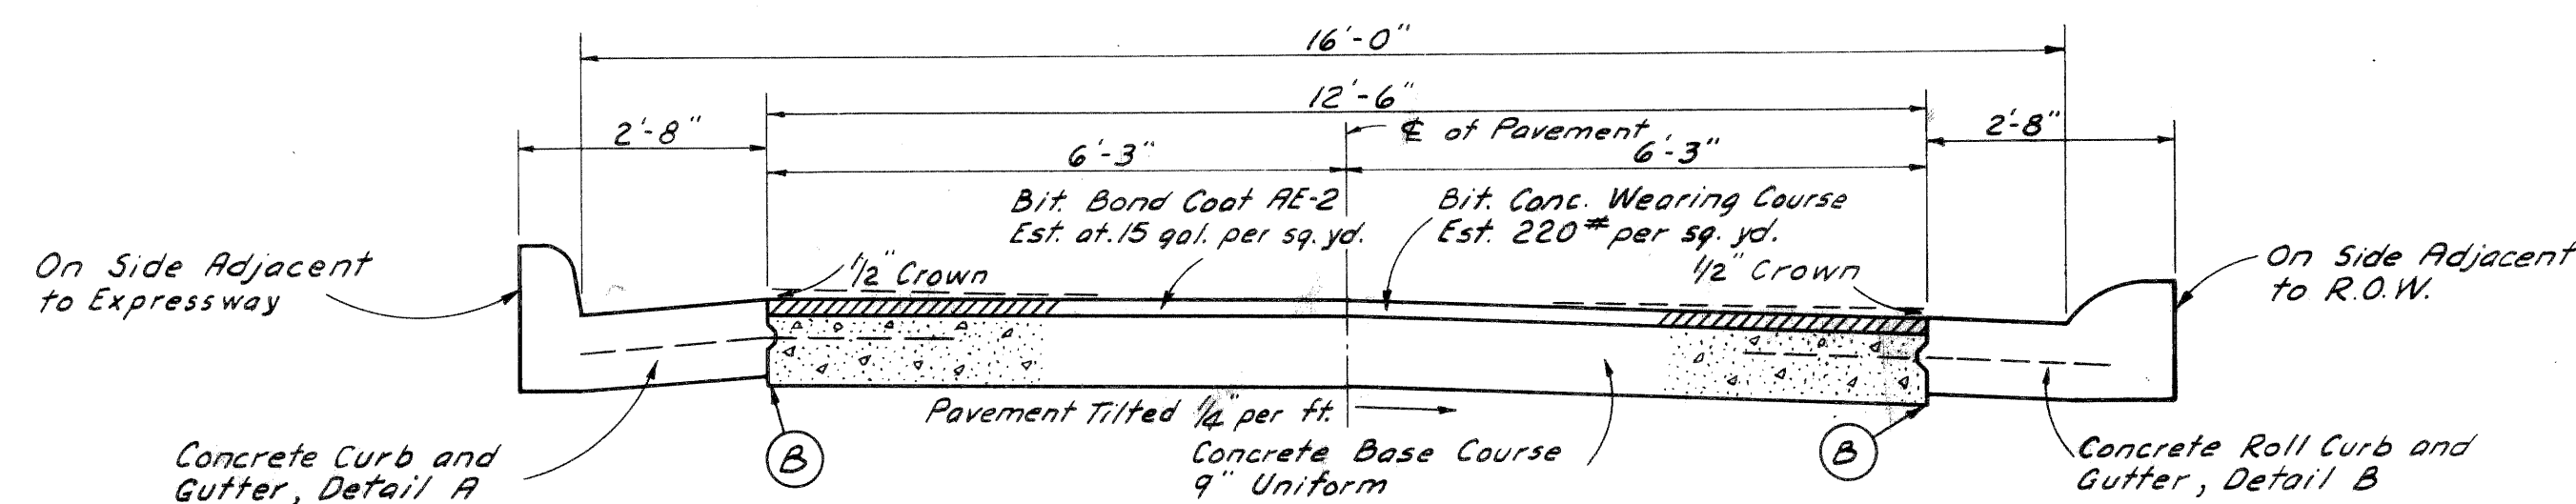 16'-0"
12'-6"
2'-8"
℄ of Pavement
2'-8"
6'-3"
6'-3"
Bit. Bond Coat AE-2
Est. at .15 gal. per sq. yd.
Bit. Conc. Wearing Course
Est. 220# per sq. yd.
On Side Adjacent
to Expressway
1/2" Crown
1/2" Crown
On Side Adjacent
to R.O.W.
Pavement Tilted 1/4" per ft.
Concrete Curb and
Gutter, Detail A
B
Concrete Base Course
9" Uniform
B
Concrete Roll Curb and
Gutter, Detail B